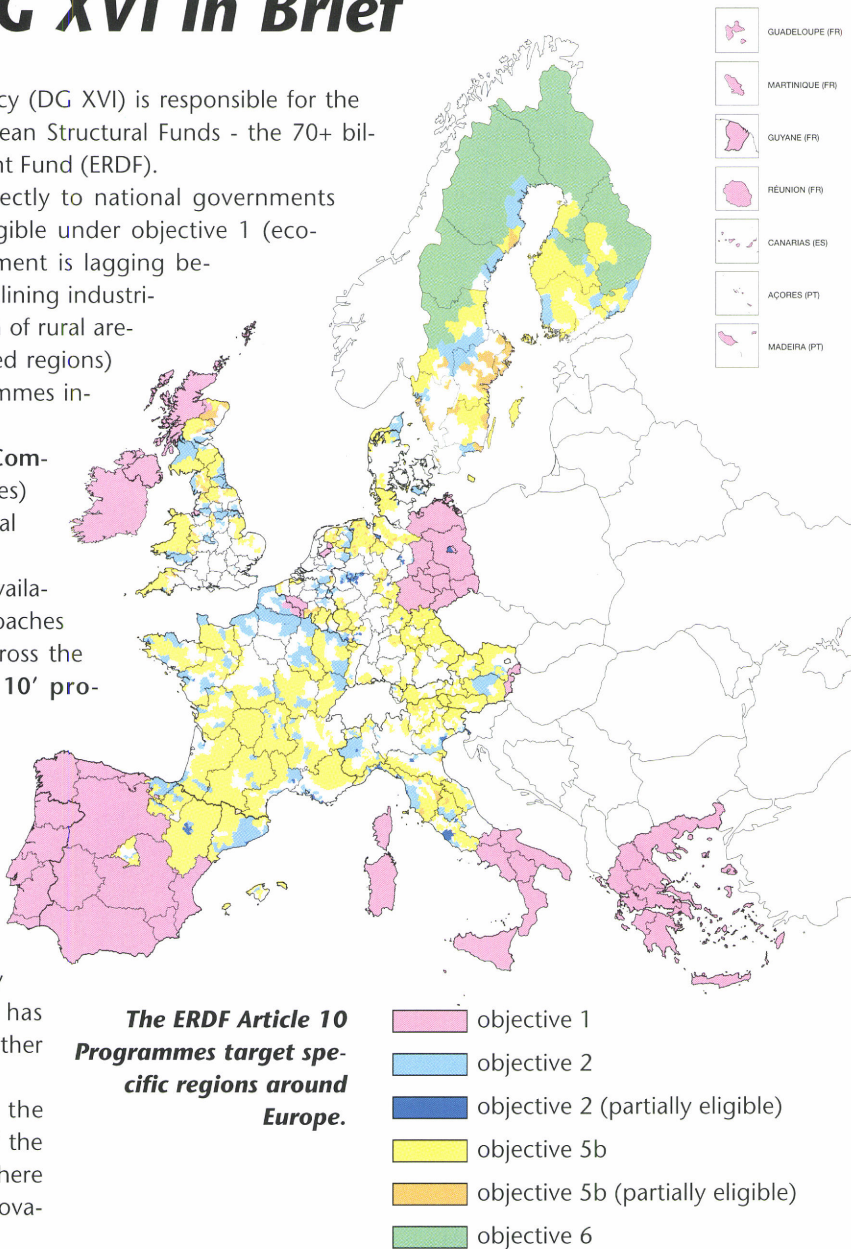 G XVI in Brief
cy (DG XVI) is responsible for the
ean Structural Funds - the 70+ bil-
nt Fund (ERDF).
ectly to national governments
gible under objective 1 (eco-
ment is lagging be-
lining industri-
n of rural are-
ed regions)
mmes in-
Com-
es)
al
vaila-
oaches
ross the
10' pro-
y
has
ther
the
the
here
ova-
The ERDF Article 10
Programmes target spe-
cific regions around
Europe.
GUADELOUPE (FR)
MARTINIQUE (FR)
GUYANE (FR)
RÉUNION (FR)
CANARIAS (ES)
AÇORES (PT)
MADEIRA (PT)
objective 1
objective 2
objective 2 (partially eligible)
objective 5b
objective 5b (partially eligible)
objective 6